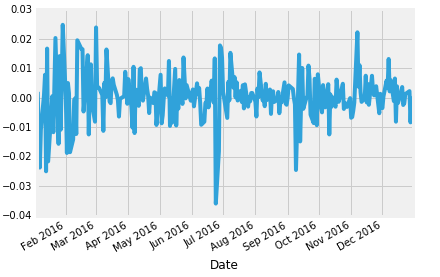 0.03
0.02
0.01
0.00
−0.01
−0.02
−0.03
−0.04
Feb 2016
Mar 2016
Apr 2016
May 2016
Jun 2016
Jul 2016
Aug 2016
Sep 2016
Oct 2016
Nov 2016
Dec 2016
Date